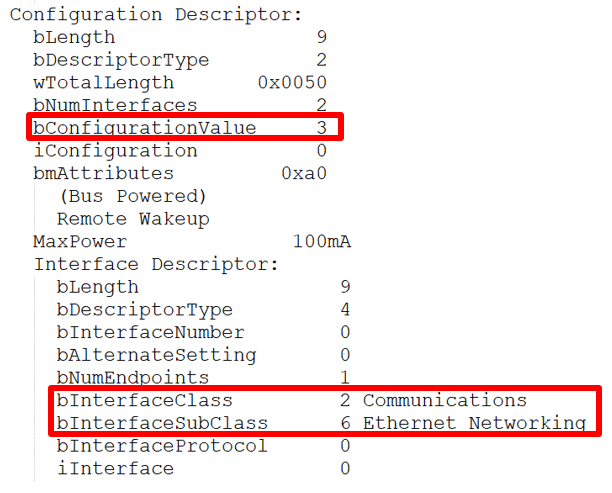 Configuration Descriptor:
bLength 9
bDescriptorType 2
wTotalLength 0x0050
bNumInterfaces 2
bConfigurationValue 3
iConfiguration 0
bmAttributes 0xa0
(Bus Powered)
Remote Wakeup
MaxPower 100mA
Interface Descriptor:
bLength 9
bDescriptorType 4
bInterfaceNumber 0
bAlternateSetting 0
bNumEndpoints 1
bInterfaceClass 2 Communications
bInterfaceSubClass 6 Ethernet Networking
bInterfaceProtocol 0
iInterface 0